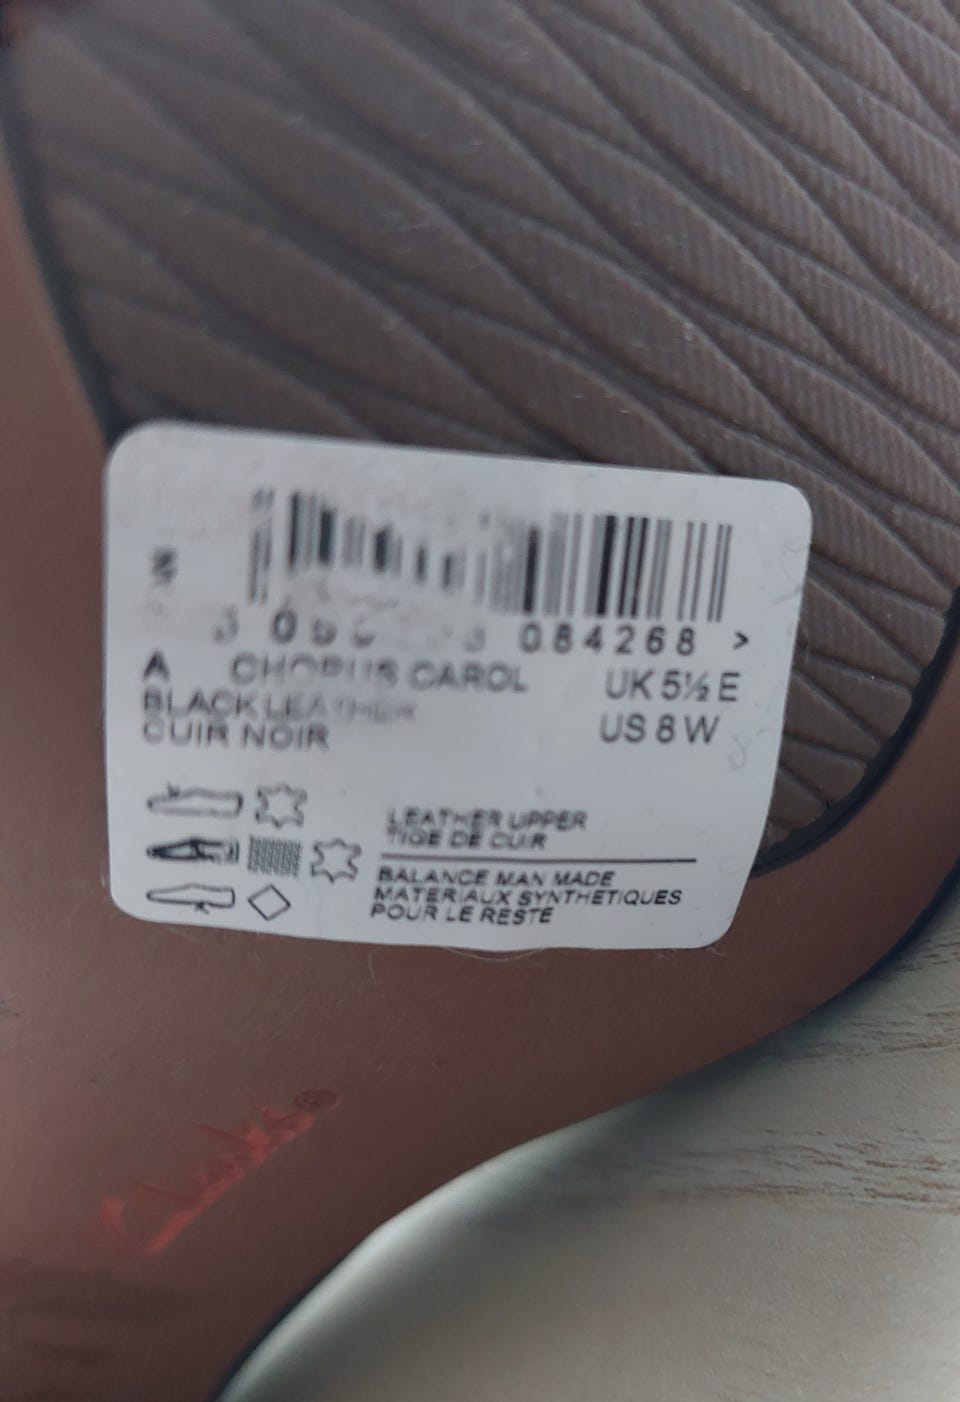 084268 >
A CHORUS CAROL UK 5½ E
BLACK LEATHER
CUIR NOIR US 8 W
LEATHER UPPER
TIGE DE CUIR
BALANCE MAN MADE
MATERIAUX SYNTHETIQUES
POUR LE RESTE
Clarks®